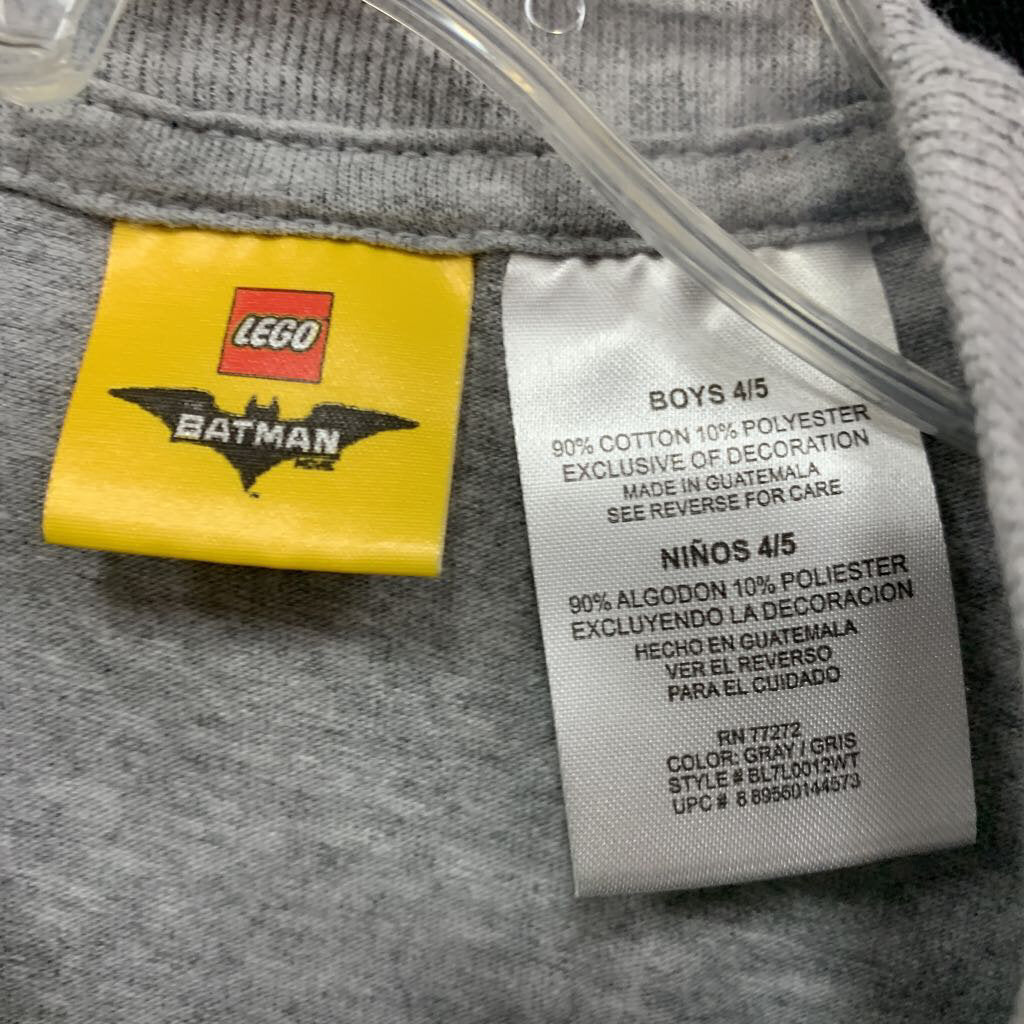 LEGO
BATMAN
MOVIE
BOYS 4/5
90% COTTON 10% POLYESTER
EXCLUSIVE OF DECORATION
MADE IN GUATEMALA
SEE REVERSE FOR CARE
NIÑOS 4/5
90% ALGODON 10% POLIESTER
EXCLUYENDO LA DECORACION
HECHO EN GUATEMALA
VER EL REVERSO
PARA EL CUIDADO
RN 77272
COLOR: GRAY / GRIS
STYLE # BL7L0012WT
UPC # 8 89560144573